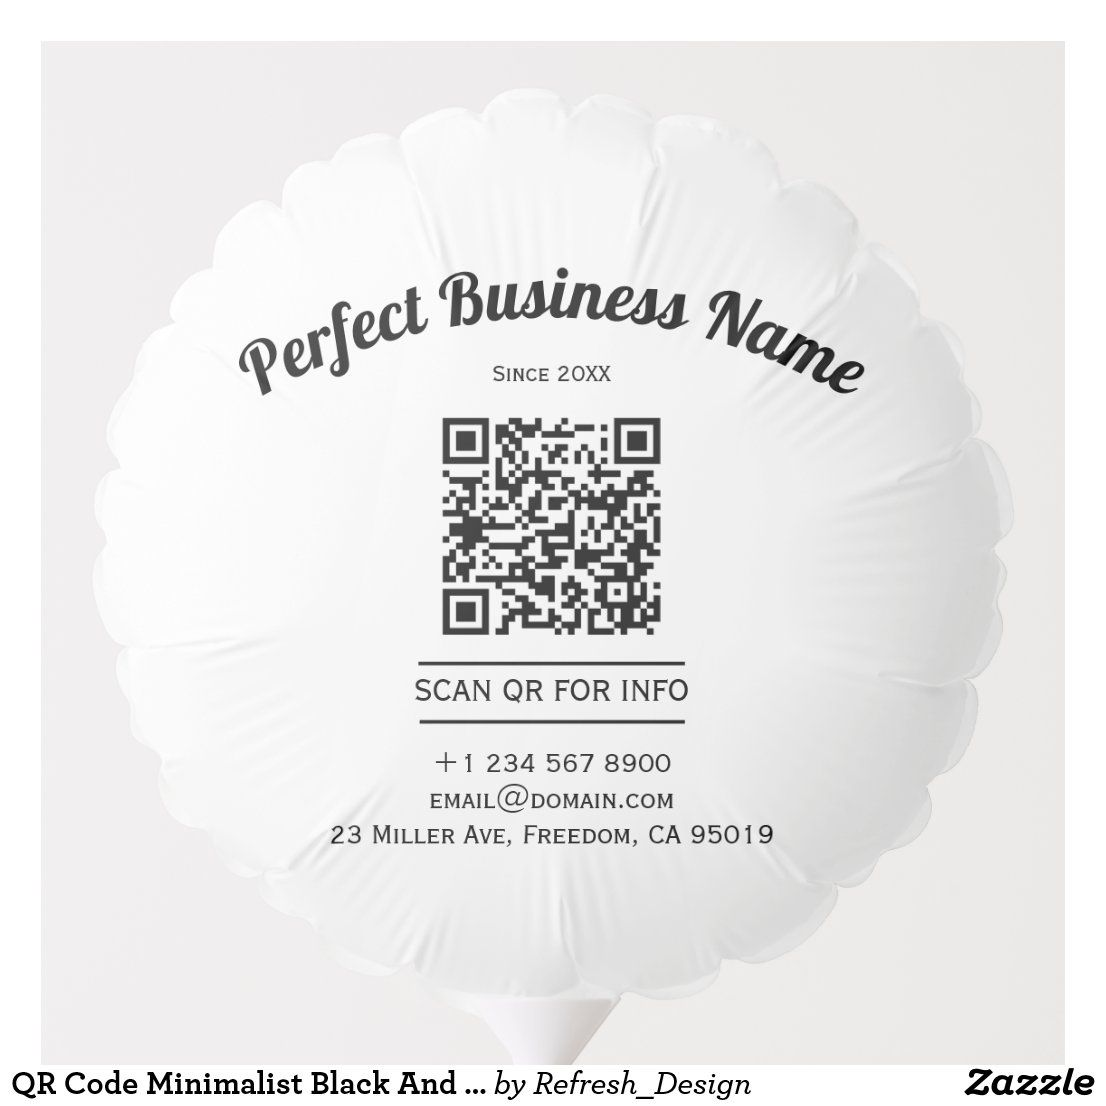 Perfect Business Name
Since 20XX
SCAN QR FOR INFO
+1 234 567 8900
email@domain.com
23 Miller Ave, Freedom, CA 95019
QR Code Minimalist Black And ... by Refresh_Design
Zazzle